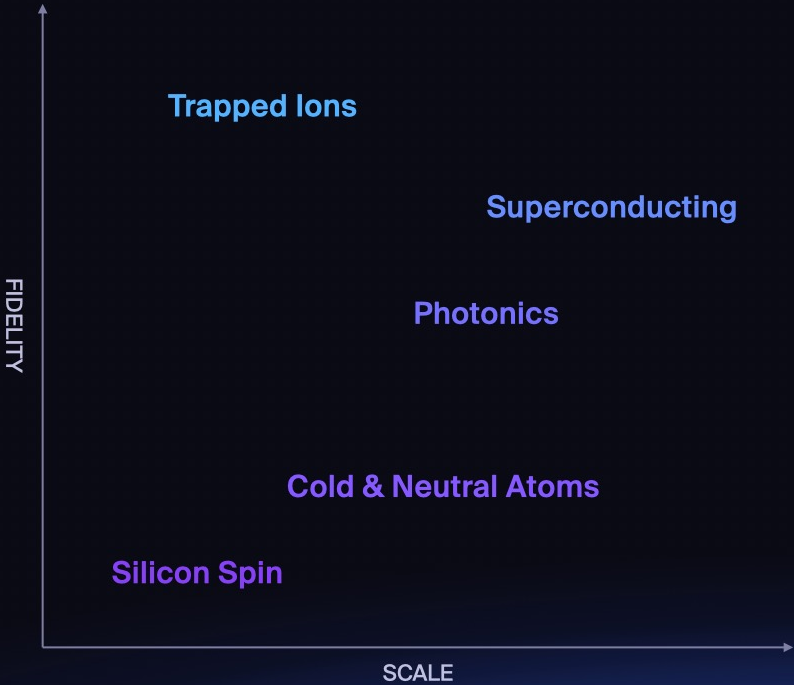 Trapped Ions
Superconducting
Photonics
FIDELITY
Cold & Neutral Atoms
Silicon Spin
SCALE